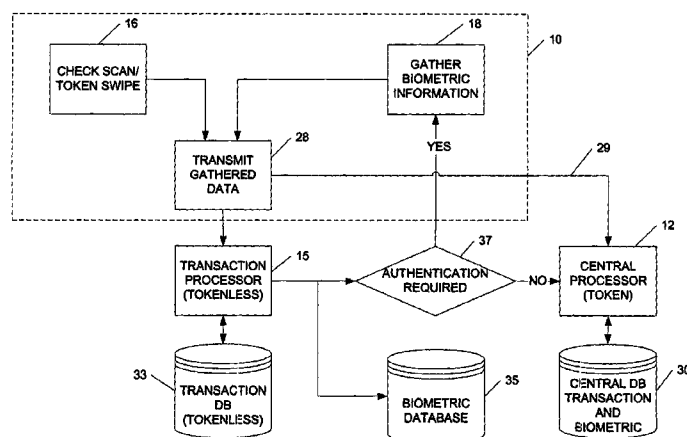 16
18
10
CHECK SCAN/
TOKEN SWIPE
GATHER
BIOMETRIC
INFORMATION
28
TRANSMIT
GATHERED
DATA
YES
29
15
37
12
TRANSACTION
PROCESSOR
(TOKENLESS)
AUTHENTICATION
REQUIRED
NO
CENTRAL
PROCESSOR
(TOKEN)
33
TRANSACTION
DB
(TOKENLESS)
35
BIOMETRIC
DATABASE
30
CENTRAL DB
TRANSACTION
AND
BIOMETRIC